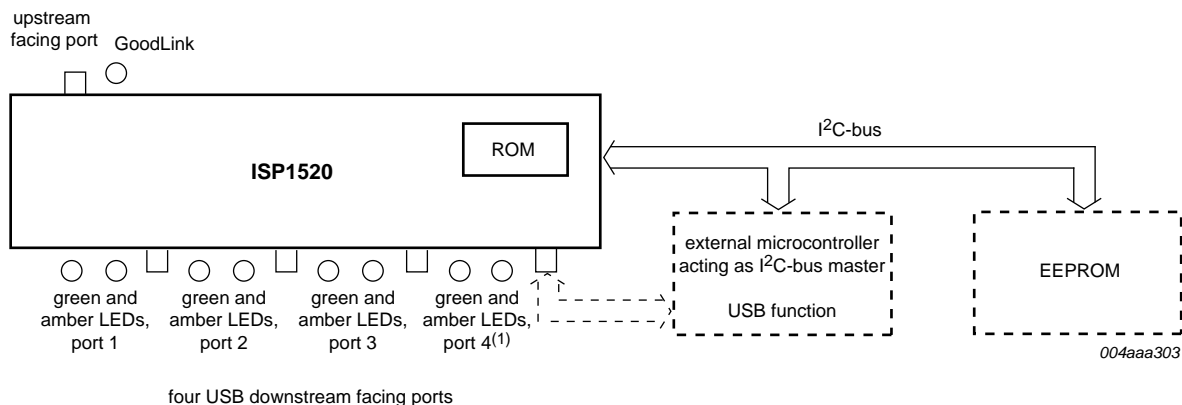 upstream
facing port
GoodLink
ISP1520
ROM
I²C-bus
external microcontroller
acting as I²C-bus master
USB function
EEPROM
green and
amber LEDs,
port 1
green and
amber LEDs,
port 2
green and
amber LEDs,
port 3
green and
amber LEDs,
port 4(1)
004aaa303
four USB downstream facing ports